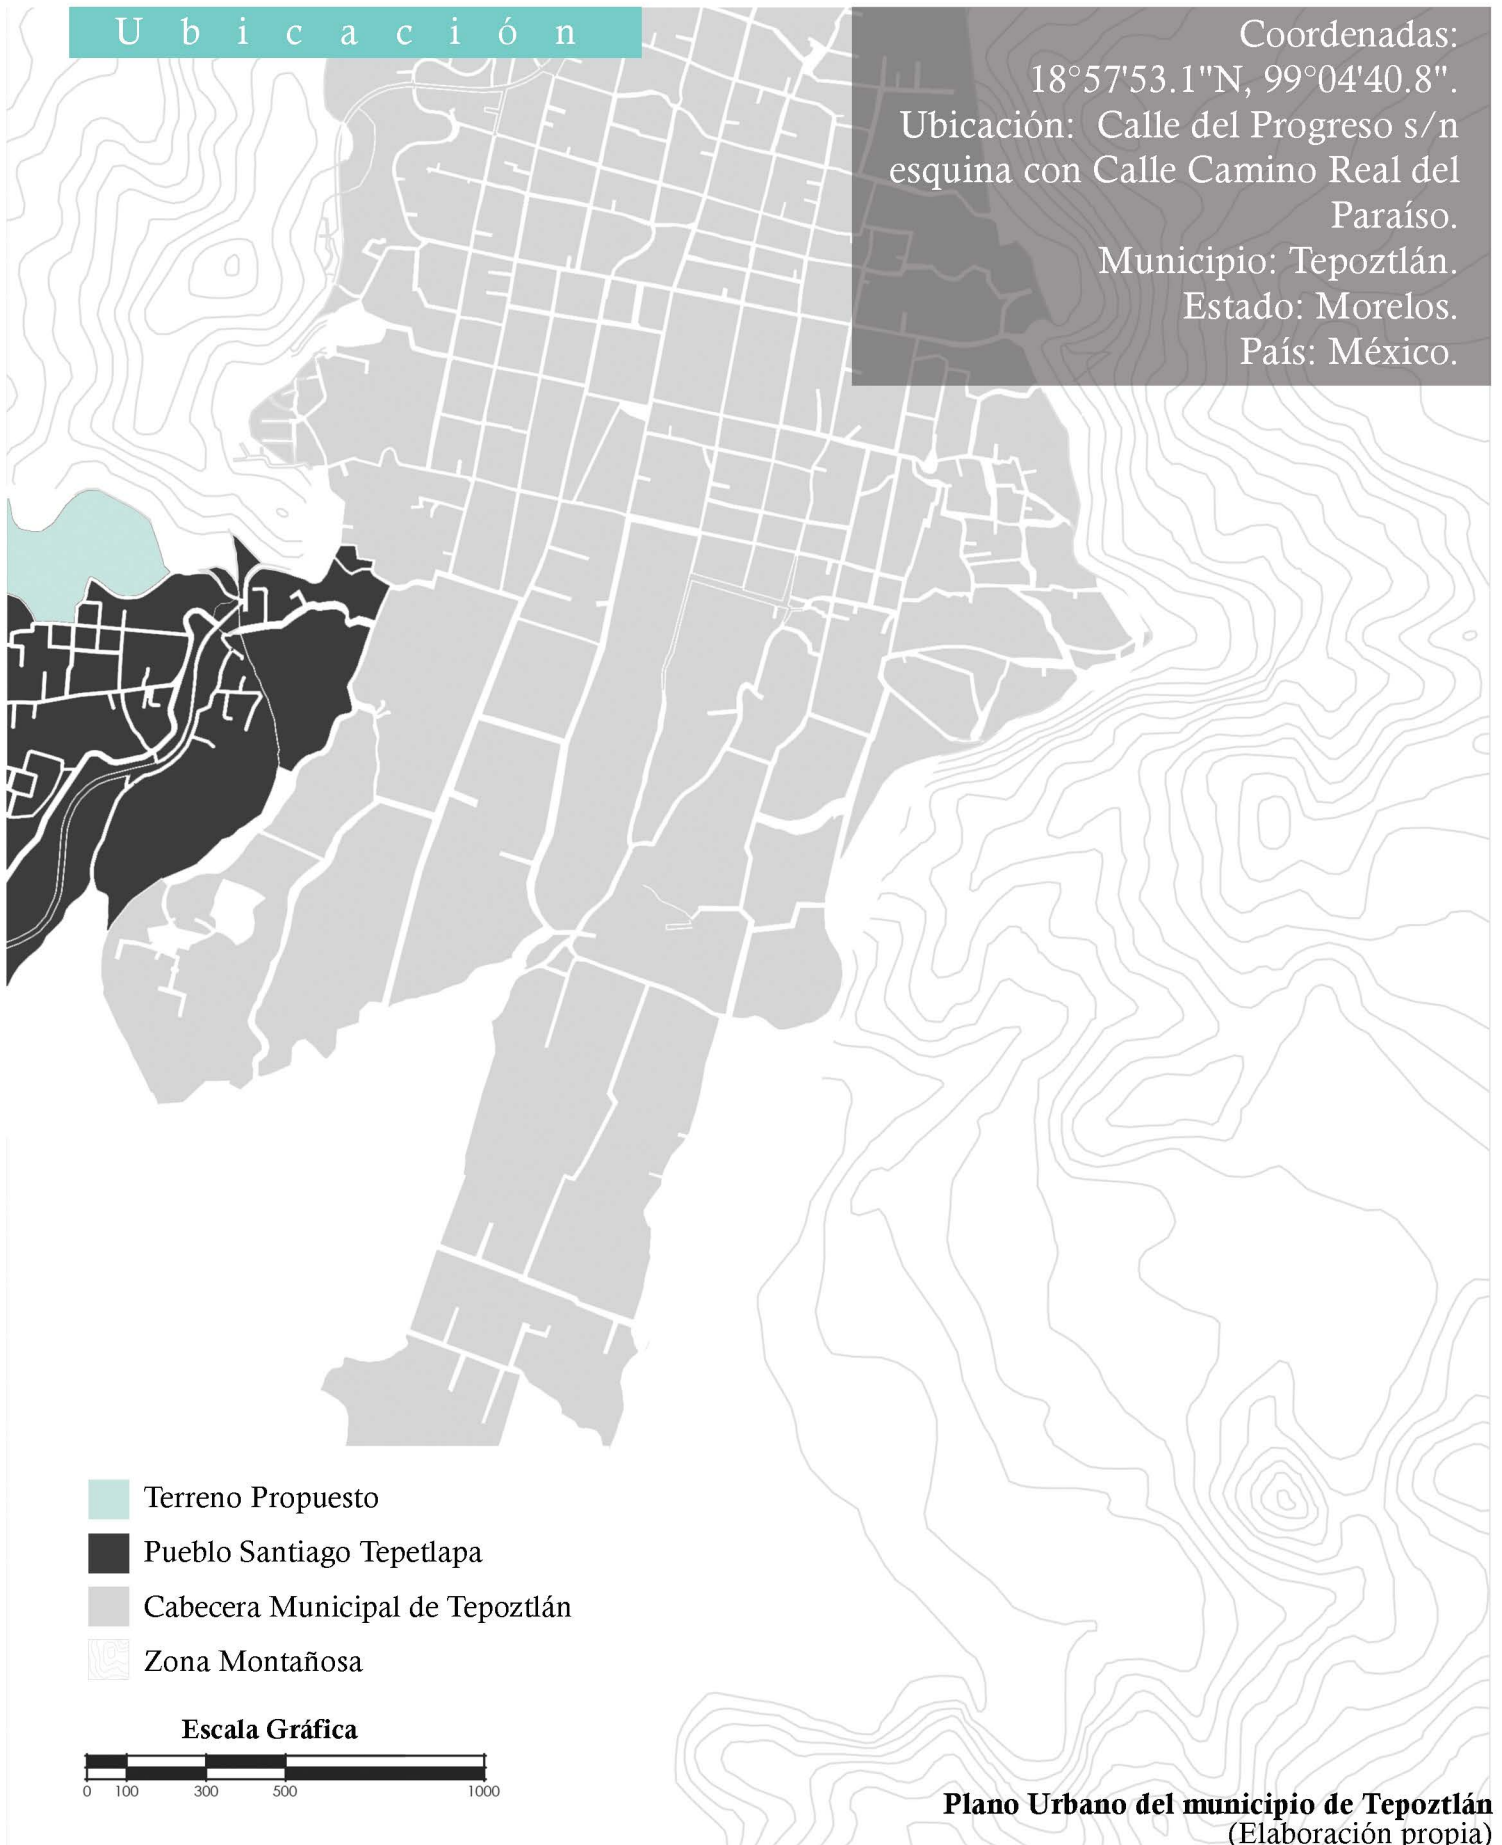 Ubicación
Coordenadas:
18°57'53.1"N, 99°04'40.8".
Ubicación: Calle del Progreso s/n
esquina con Calle Camino Real del
Paraíso.
Municipio: Tepoztlán.
Estado: Morelos.
País: México.
Terreno Propuesto
Pueblo Santiago Tepetlapa
Cabecera Municipal de Tepoztlán
Zona Montañosa
Escala Gráfica
0 100 300 500 1000
Plano Urbano del municipio de Tepoztlán
(Elaboración propia)